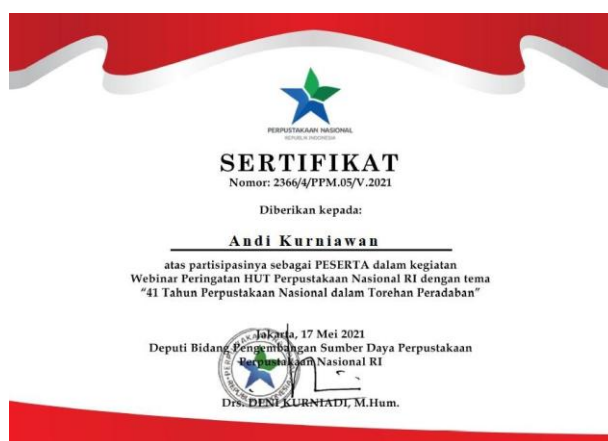 PERPUSTAKAAN NASIONAL
REPUBLIK INDONESIA
SERTIFIKAT
Nomor: 2366/4/PPM.05/V.2021
Diberikan kepada:
Andi Kurniawan
atas partisipasinya sebagai PESERTA dalam kegiatan
Webinar Peringatan HUT Perpustakaan Nasional RI dengan tema
“41 Tahun Perpustakaan Nasional dalam Torehan Peradaban”
Jakarta, 17 Mei 2021
Deputi Bidang Pengembangan Sumber Daya Perpustakaan
Perpustakaan Nasional RI
Drs. DENI KURNIADI, M.Hum.